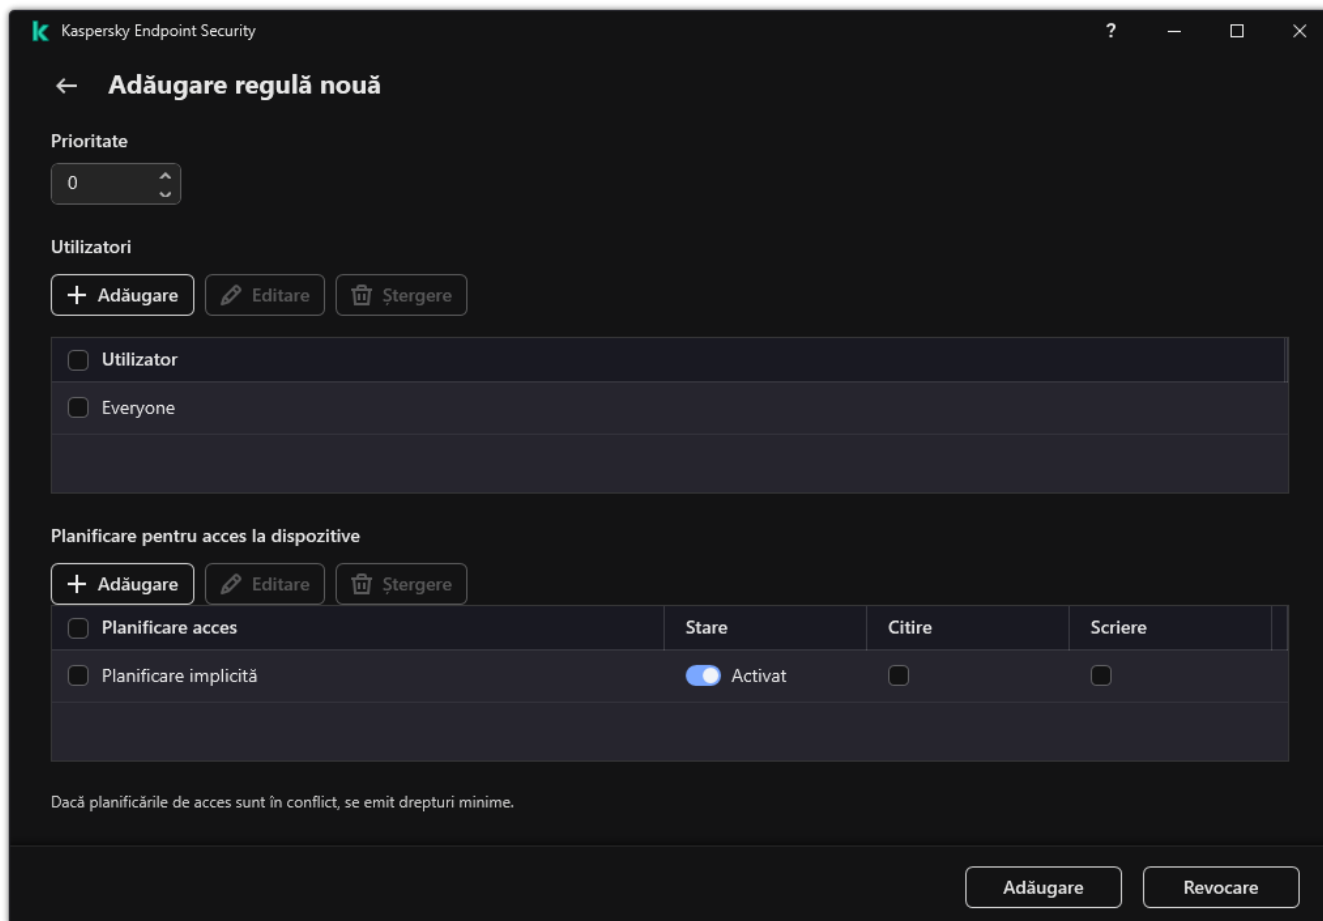 Kaspersky Endpoint Security ?
Adăugare regulă nouă
Prioritate
0
Utilizatori
Adăugare Editare Ștergere
Utilizator
Everyone
Planificare pentru acces la dispozitive
Adăugare Editare Ștergere
Planificare acces Stare Citire Scriere
Planificare implicită Activat
Dacă planificările de acces sunt în conflict, se emit drepturi minime.
Adăugare Revocare